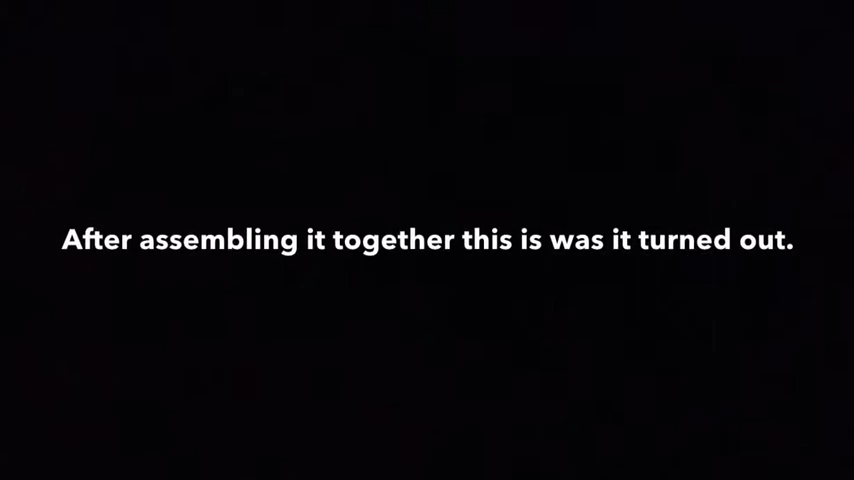 After assembling it together this is was it turned out.